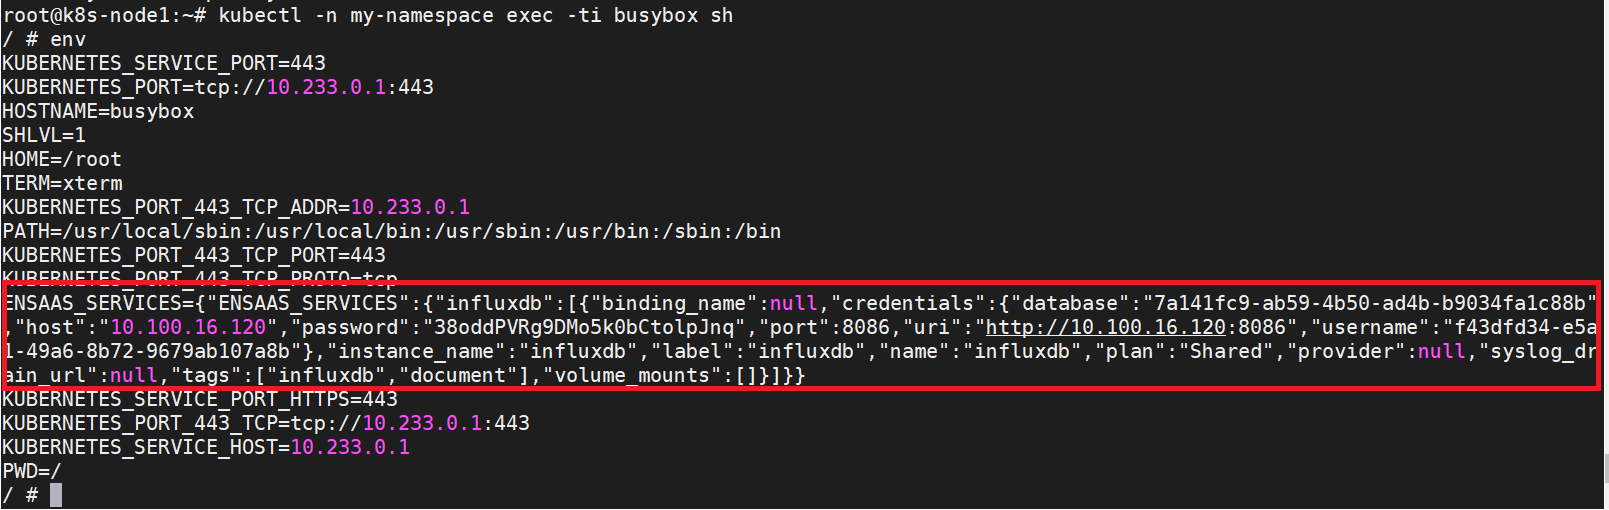 root@k8s-node1:~# kubectl -n my-namespace exec -ti busybox sh
/ # env
KUBERNETES_SERVICE_PORT=443
KUBERNETES_PORT=tcp://10.233.0.1:443
HOSTNAME=busybox
SHLVL=1
HOME=/root
TERM=xterm
KUBERNETES_PORT_443_TCP_ADDR=10.233.0.1
PATH=/usr/local/sbin:/usr/local/bin:/usr/sbin:/usr/bin:/sbin:/bin
KUBERNETES_PORT_443_TCP_PORT=443
KUBERNETES_PORT_443_TCP_PROTO=tcp
ENSAAS_SERVICES={"ENSAAS_SERVICES":{"influxdb":[{"binding_name":null,"credentials":{"database":"7a141fc9-ab59-4b50-ad4b-b9034fa1c88b"
,"host":"10.100.16.120","password":"38oddPVRg9DMo5k0bCtolpJnq","port":8086,"uri":"http://10.100.16.120:8086","username":"f43dfd34-e5a
1-49a6-8b72-9679ab107a8b"},"instance_name":"influxdb","label":"influxdb","name":"influxdb","plan":"Shared","provider":null,"syslog_dr
ain_url":null,"tags":["influxdb","document"],"volume_mounts":[]}]}}
KUBERNETES_SERVICE_PORT_HTTPS=443
KUBERNETES_PORT_443_TCP=tcp://10.233.0.1:443
KUBERNETES_SERVICE_HOST=10.233.0.1
PWD=/
/ #